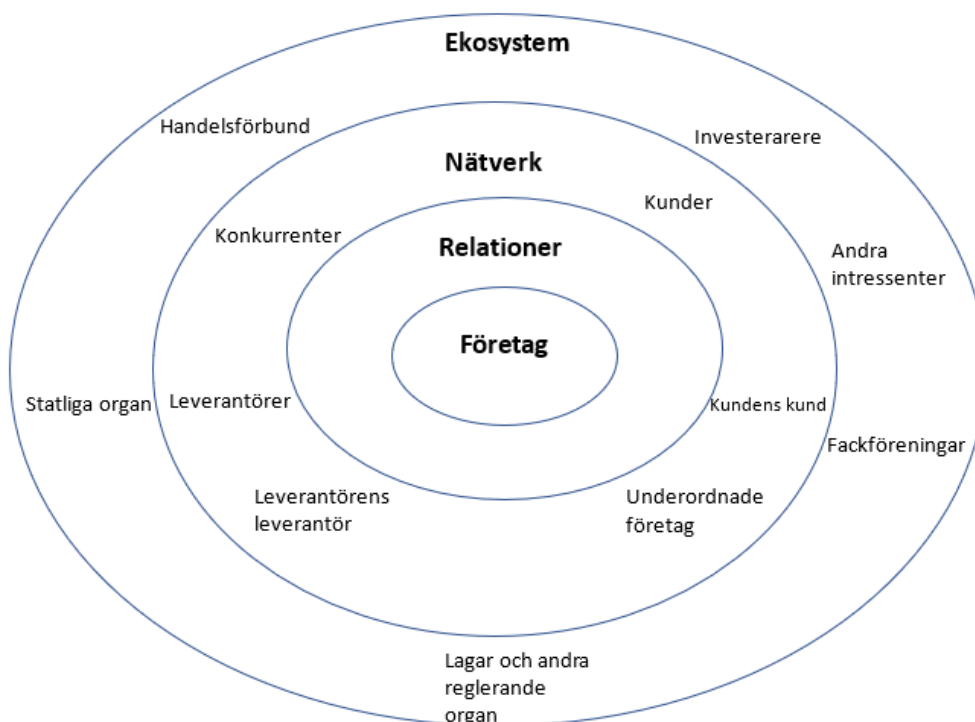 Ekosystem
Handelsförbund
Investerarere
Nätverk
Kunder
Konkurrenter
Relationer
Andra
intressenter
Företag
Statliga organ
Leverantörer
Kundens kund
Fackföreningar
Leverantörens
leverantör
Underordnade
företag
Lagar och andra
reglerande
organ